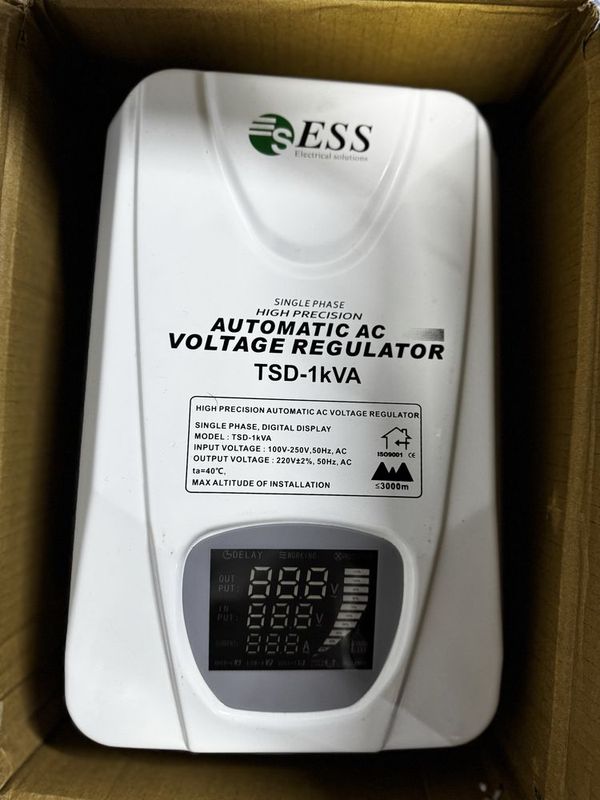 ESS
Electrical solutions
SINGLE PHASE
HIGH PRECISION
AUTOMATIC AC
VOLTAGE REGULATOR
TSD-1kVA
HIGH PRECISION AUTOMATIC AC VOLTAGE REGULATOR
SINGLE PHASE, DIGITAL DISPLAY
MODEL : TSD-1kVA
INPUT VOLTAGE : 100V-250V,50Hz, AC
OUTPUT VOLTAGE : 220V±2%, 50Hz, AC
ta=40℃,
MAX ALTITUDE OF INSTALLATION
ISO9001 CE
≤3000m
DELAY WORKING
OUT PUT: 888 V
IN PUT: 888 V
888 A